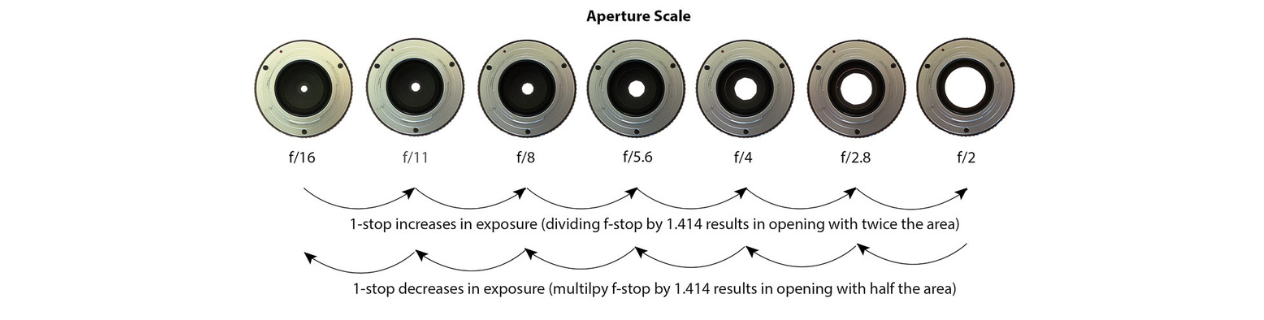 Aperture Scale
f/16 f/11 f/8 f/5.6 f/4 f/2.8 f/2
1-stop increases in exposure (dividing f-stop by 1.414 results in opening with twice the area)
1-stop decreases in exposure (multilpy f-stop by 1.414 results in opening with half the area)